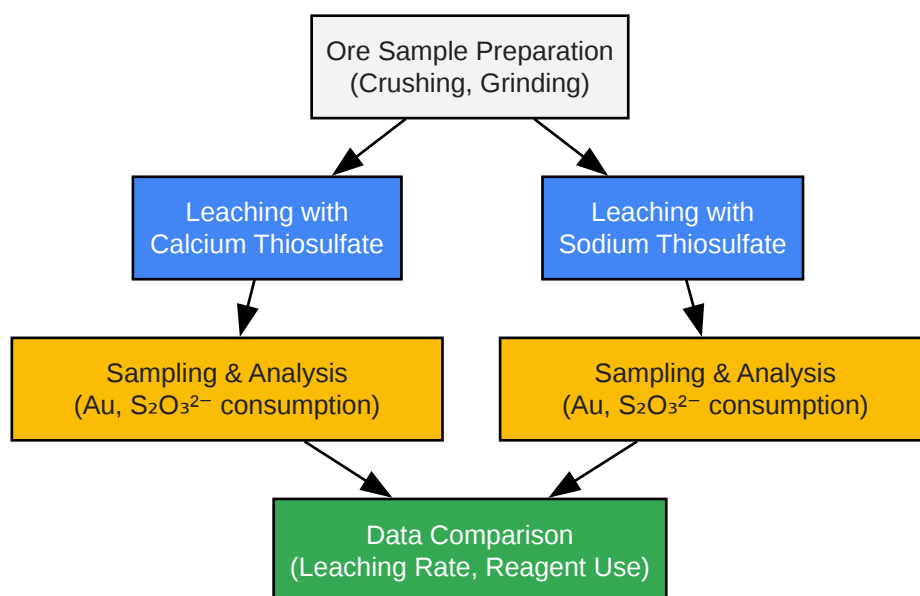 Ore Sample Preparation
(Crushing, Grinding)
Leaching with
Calcium Thiosulfate
Leaching with
Sodium Thiosulfate
Sampling & Analysis
(Au, S₂O₃²⁻ consumption)
Sampling & Analysis
(Au, S₂O₃²⁻ consumption)
Data Comparison
(Leaching Rate, Reagent Use)